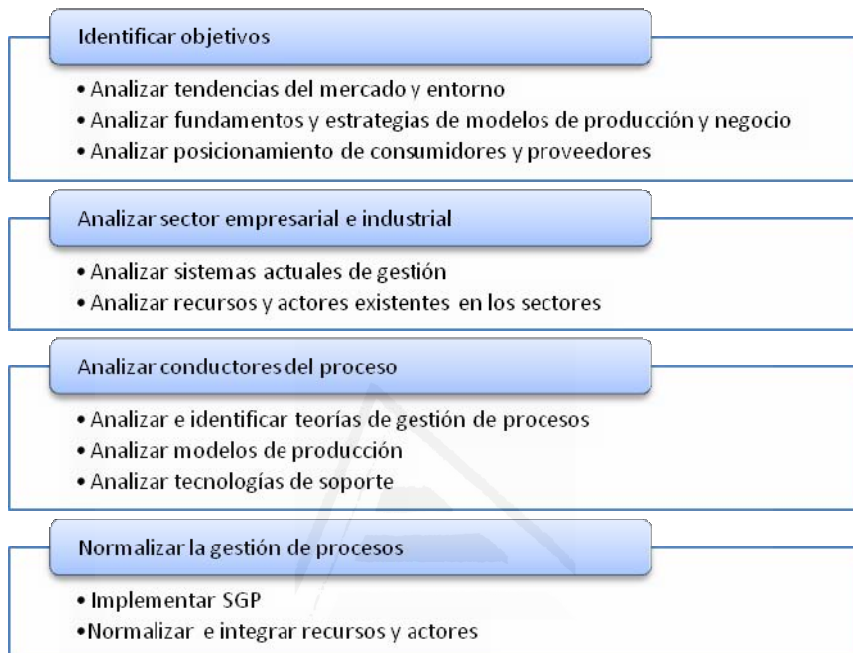 Identificar objetivos
• Analizar tendencias del mercado y entorno
• Analizar fundamentos y estrategias de modelos de producción y negocio
• Analizar posicionamiento de consumidores y proveedores
Analizar sector empresarial e industrial
• Analizar sistemas actuales de gestión
• Analizar recursos y actores existentes en los sectores
Analizar conductores del proceso
• Analizar e identificar teorías de gestión de procesos
• Analizar modelos de producción
• Analizar tecnologías de soporte
Normalizar la gestión de procesos
• Implementar SGP
•Normalizar e integrar recursos y actores